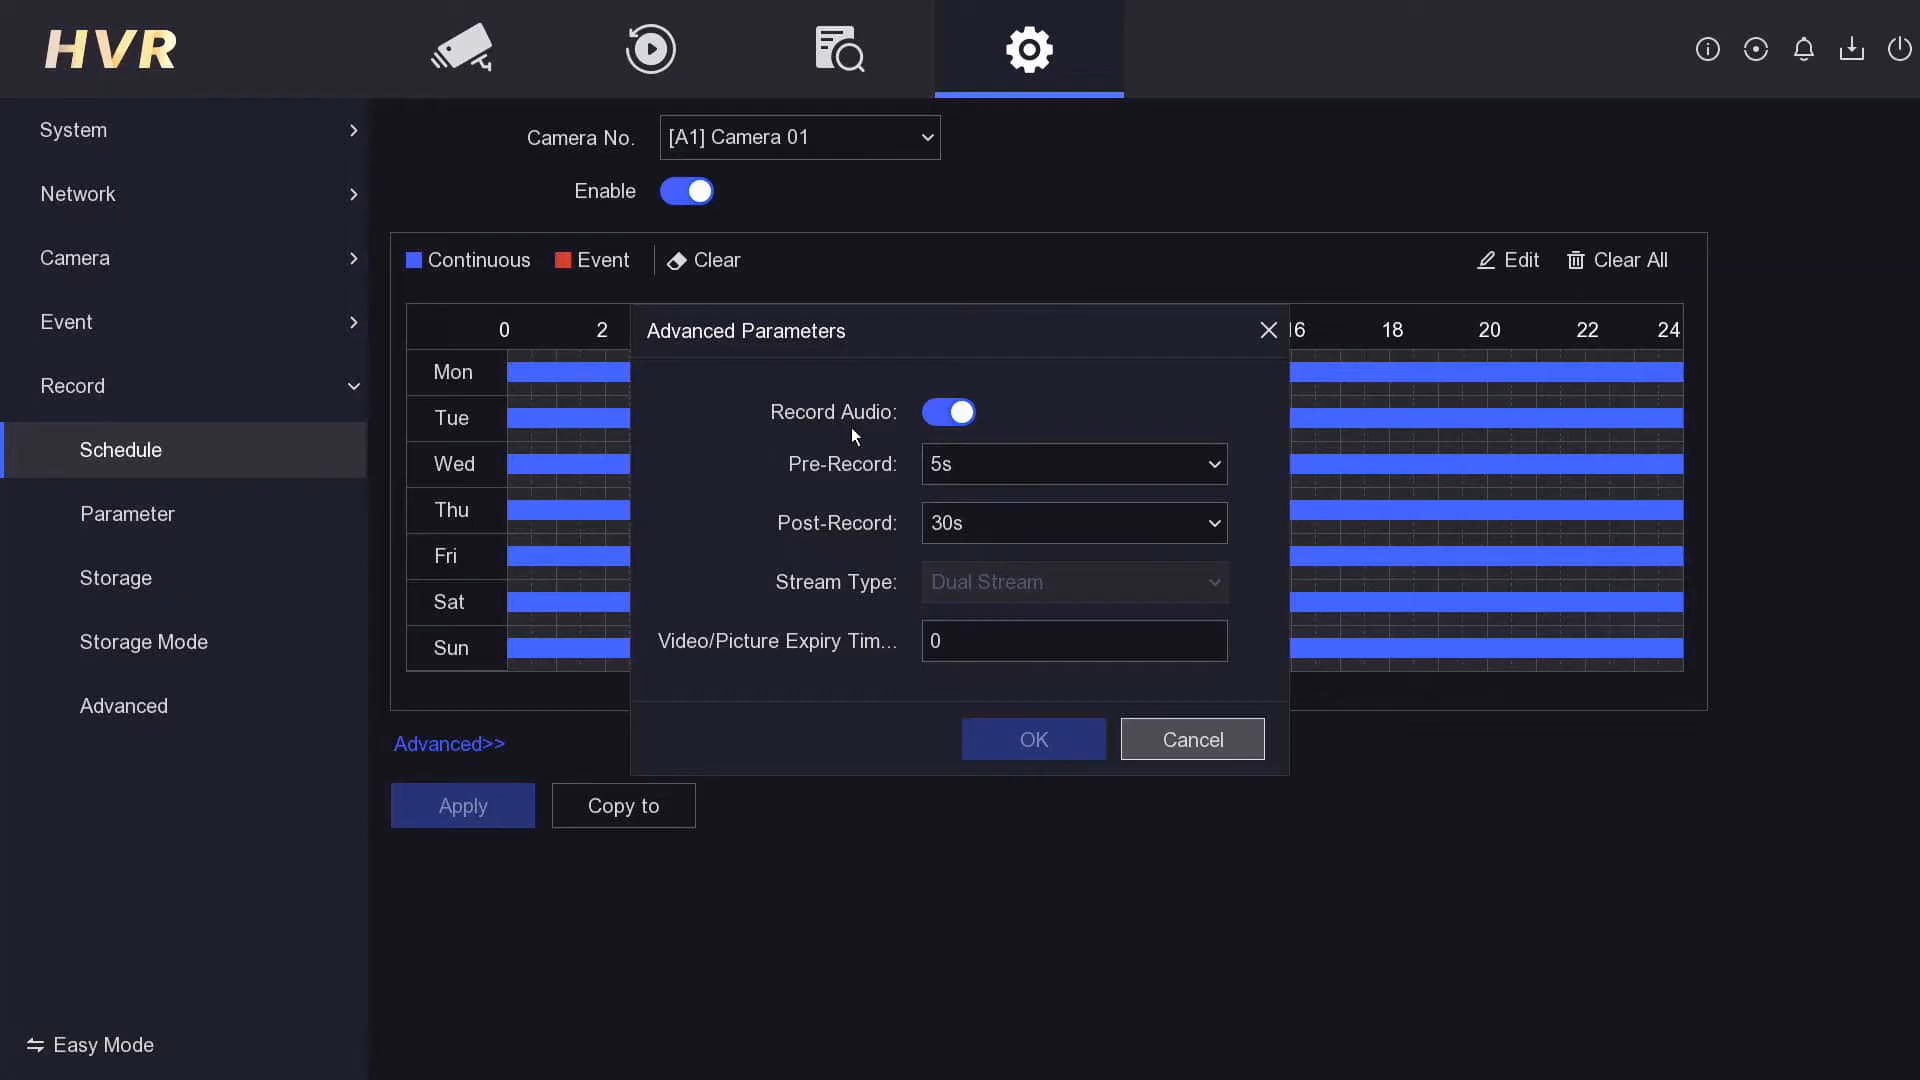 HVR
System
Network
Camera
Event
Record
Schedule
Parameter
Storage
Storage Mode
Advanced
Easy Mode
Camera No. [A1] Camera 01
Enable
Continuous Event Clear Edit Clear All
0 2 16 18 20 22 24
Mon
Tue
Wed
Thu
Fri
Sat
Sun
Advanced Parameters
Record Audio:
Pre-Record: 5s
Post-Record: 30s
Stream Type: Dual Stream
Video/Picture Expiry Tim... 0
OK Cancel
Advanced>>
Apply Copy to